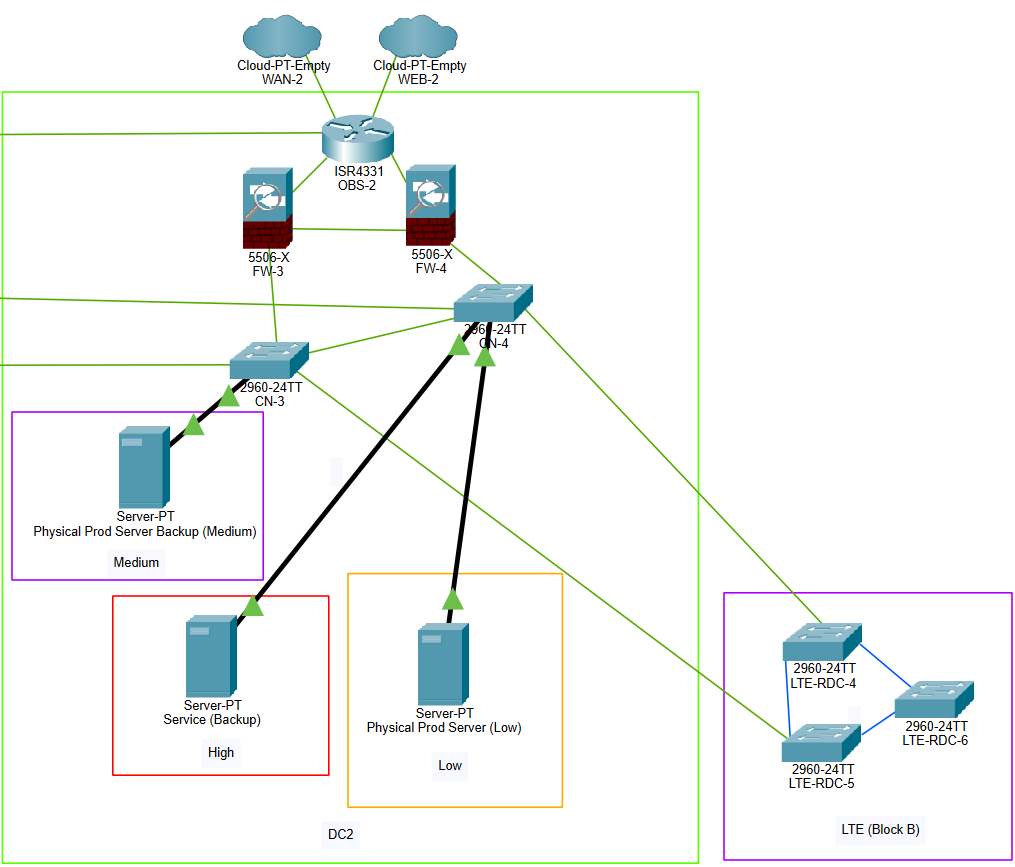 Cloud-PT-Empty
WAN-2
Cloud-PT-Empty
WEB-2
ISR4331
OBS-2
5506-X
FW-3
5506-X
FW-4
2960-24TT
CN-4
2960-24TT
CN-3
Server-PT
Physical Prod Server Backup (Medium)
Medium
Server-PT
Service (Backup)
High
Server-PT
Physical Prod Server (Low)
Low
DC2
2960-24TT
LTE-RDC-4
2960-24TT
LTE-RDC-6
2960-24TT
LTE-RDC-5
LTE (Block B)